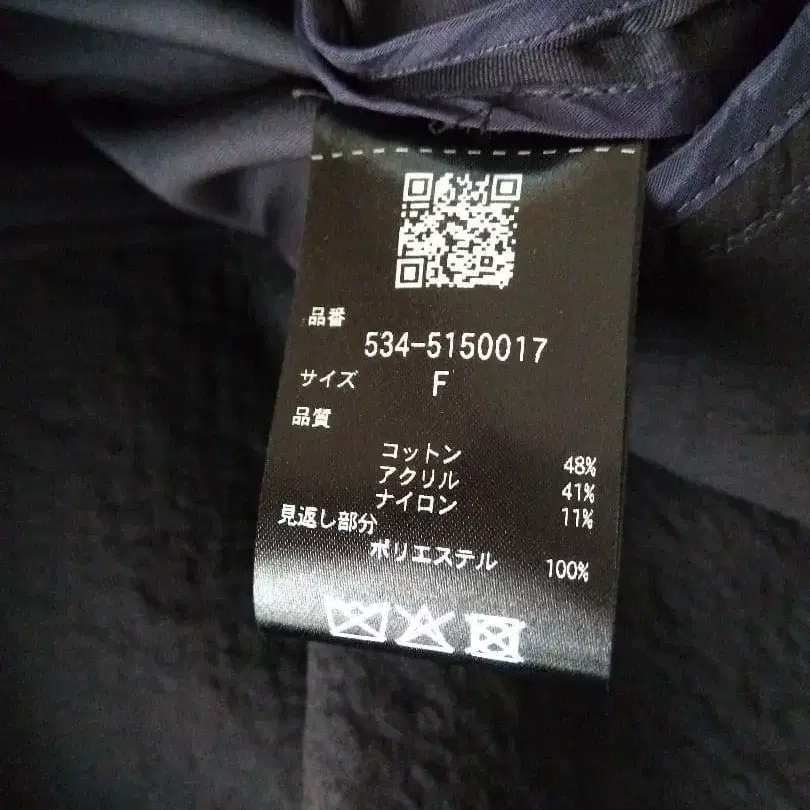 品番
534-5150017
サイズ F
品質
コットン 48%
アクリル 41%
ナイロン 11%
見返し部分
ポリエステル 100%